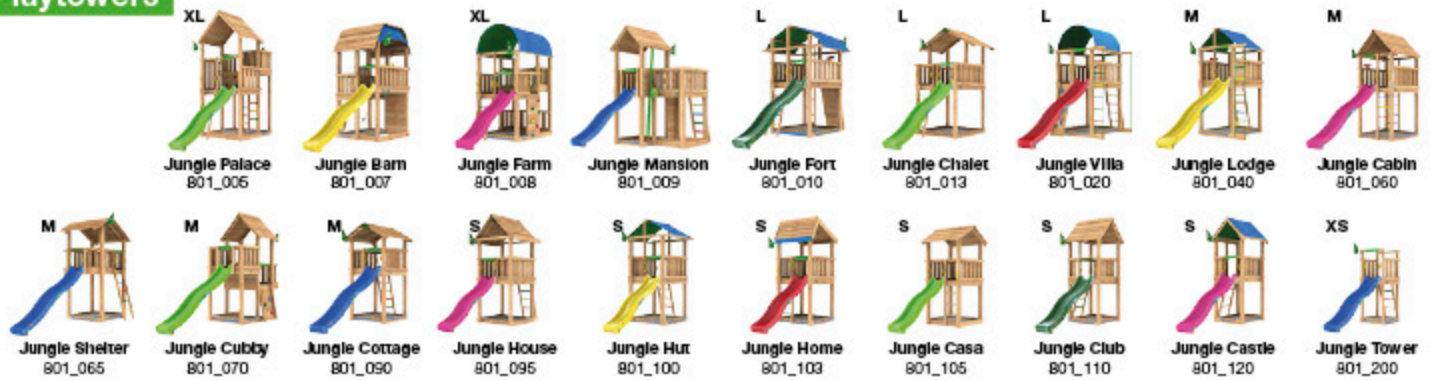 laytowers
XL
XL
L
L
L
M
M
Jungle Palace
Jungle Barn
Jungle Farm
Jungle Mansion
Jungle Fort
Jungle Chalet
Jungle Villa
Jungle Lodge
Jungle Cabin
801_005
801_007
801_008
801_009
801_010
801_013
801_020
801_040
801_060
M
M
M
S
S
S
S
S
S
XS
Jungle Shelter
Jungle Cubby
Jungle Cottage
Jungle House
Jungle Hut
Jungle Home
Jungle Casa
Jungle Club
Jungle Castle
Jungle Tower
801_065
801_070
801_090
801_095
801_100
801_103
801_105
801_110
801_120
801_200